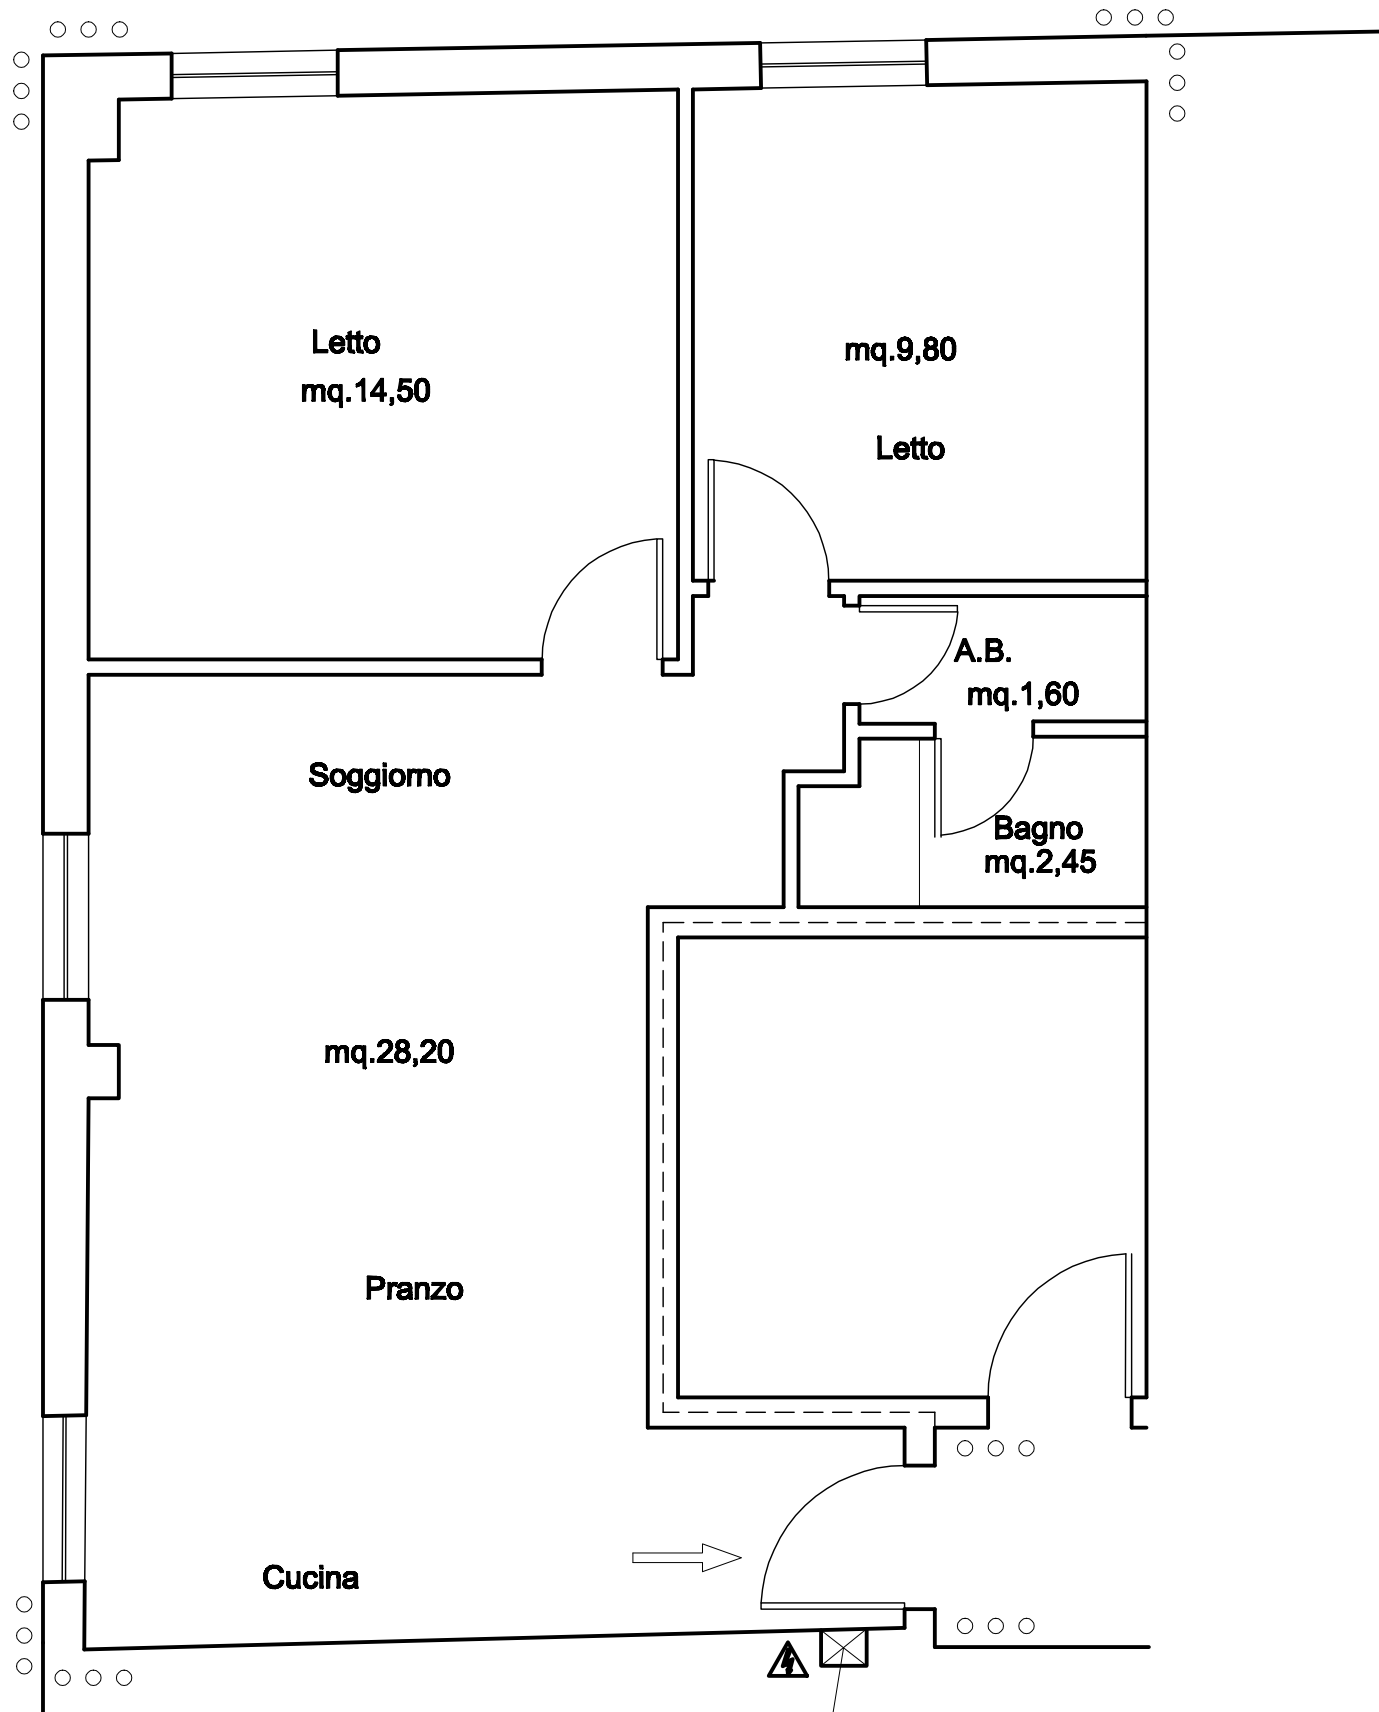 Letto
mq.14,50
mq.9,80
Letto
A.B.
mq.1,60
Soggiorno
Bagno
mq.2,45
mq.28,20
Pranzo
Cucina